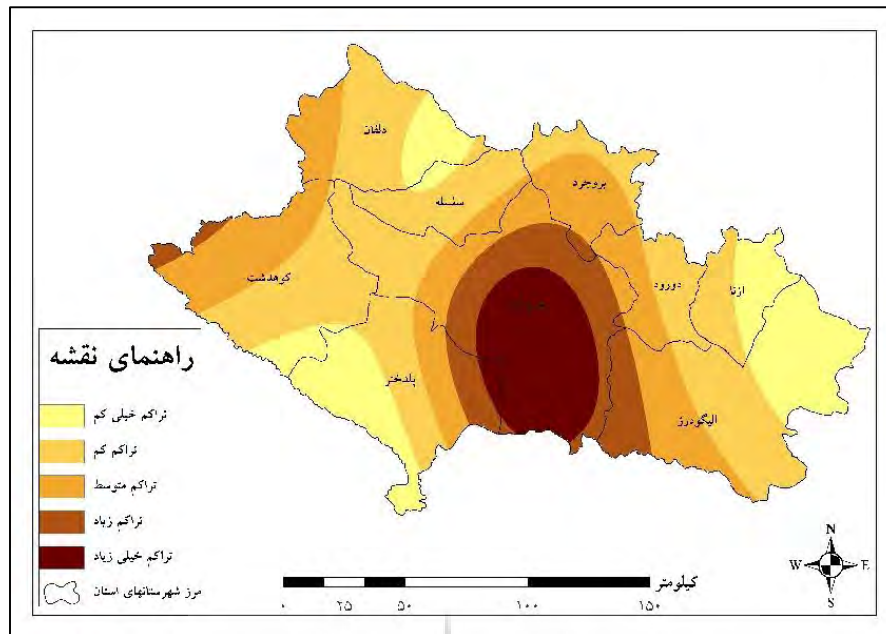 دلفان
بروجرد
سلسله
کوهدشت
دورود
ازنا
پلدختر
الیگودرز
راهنمای نقشه
تراکم خیلی کم
تراکم کم
تراکم متوسط
تراکم زیاد
تراکم خیلی زیاد
مرز شهرستانهای استان
کیلومتر
۰ ۲۵ ۵۰ ۱۰۰ ۱۵۰
N
W E
S